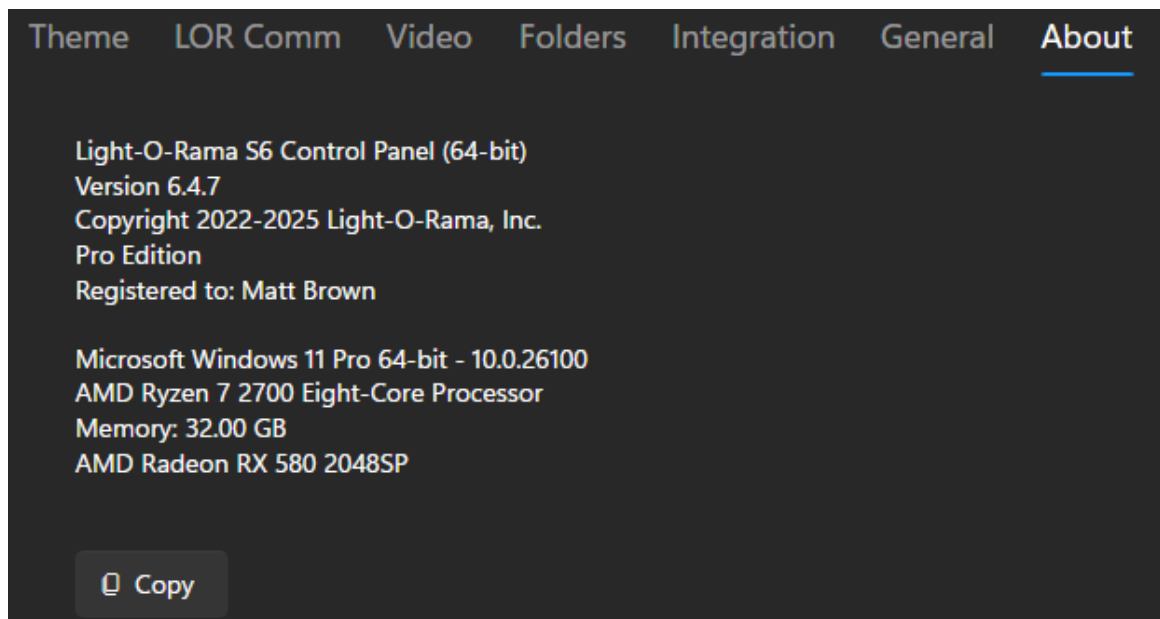 Theme LOR Comm Video Folders Integration General About
Light-O-Rama S6 Control Panel (64-bit)
Version 6.4.7
Copyright 2022-2025 Light-O-Rama, Inc.
Pro Edition
Registered to: Matt Brown
Microsoft Windows 11 Pro 64-bit - 10.0.26100
AMD Ryzen 7 2700 Eight-Core Processor
Memory: 32.00 GB
AMD Radeon RX 580 2048SP
Copy